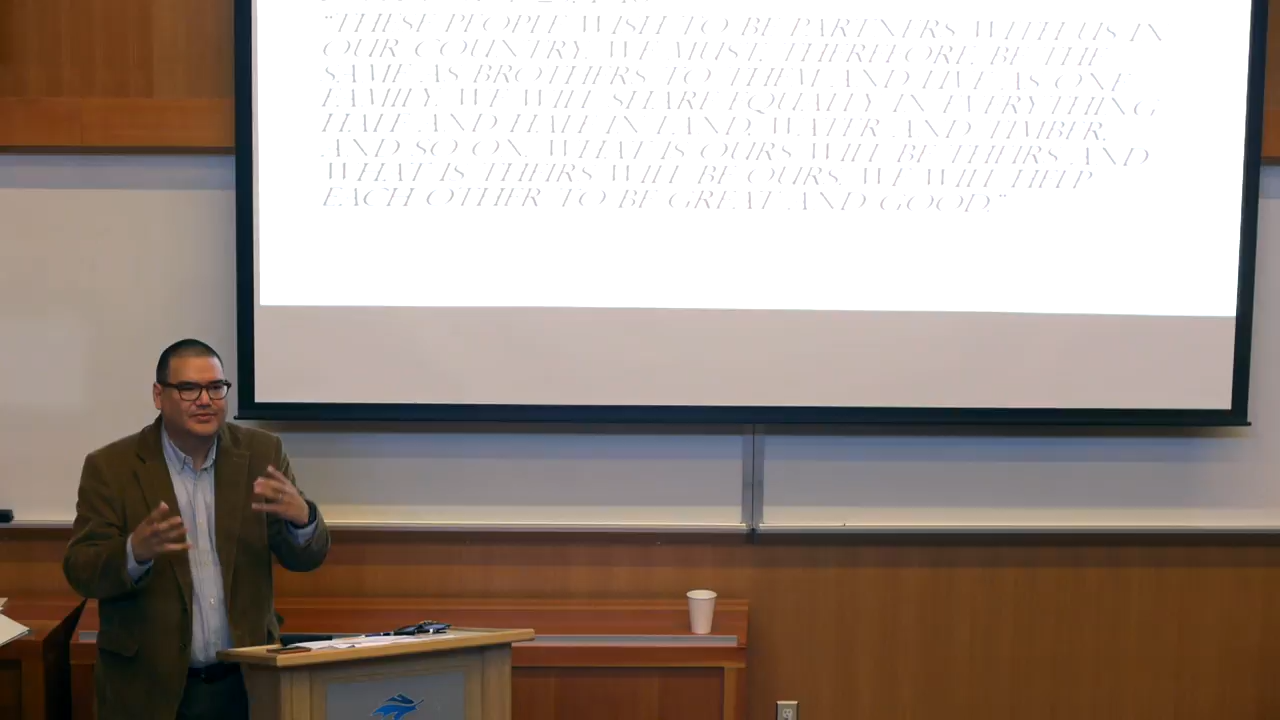 "THESE PEOPLE WISH TO BE PARTNERS WITH US IN
OUR COUNTRY. WE MUST, THEREFORE, BE THE
SAME AS BROTHERS TO THEM AND LIVE AS ONE
FAMILY. WE WILL SHARE EQUALLY IN EVERYTHING
HALF AND HALF IN LAND, WATER AND TIMBER,
AND SO ON. WHAT IS OURS WILL BE THEIRS AND
WHAT IS THEIRS WILL BE OURS. WE WILL HELP
EACH OTHER TO BE GREAT AND GOOD."